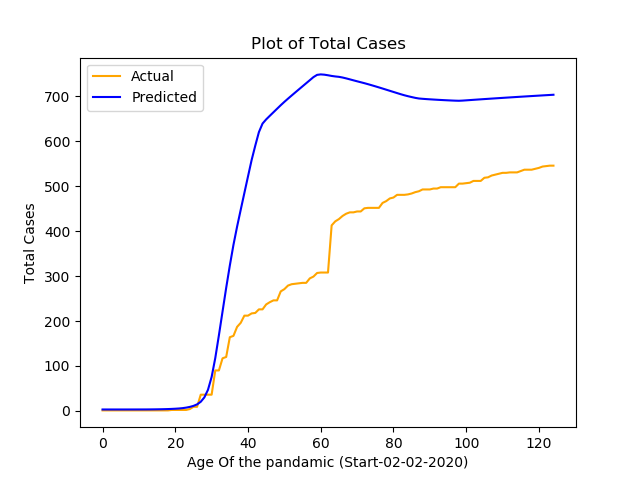 Plot of Total Cases
Actual
Predicted
700
600
500
400
300
200
100
0
Total Cases
0 20 40 60 80 100 120
Age Of the pandamic (Start-02-02-2020)